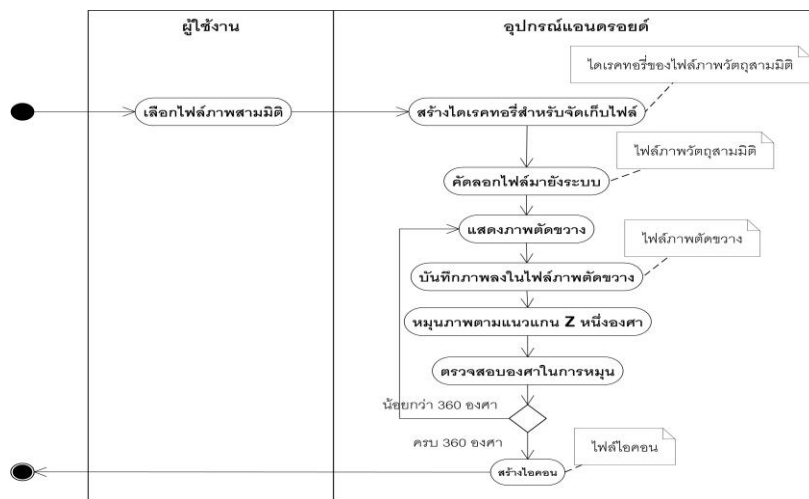 ผู้ใช้งาน
อุปกรณ์แอนดรอยด์
ไดเรคทอรี่ของไฟล์ภาพวัตถุสามมิติ
เลือกไฟล์ภาพสามมิติ
สร้างไดเรคทอรี่สำหรับจัดเก็บไฟล์
ไฟล์ภาพวัตถุสามมิติ
คัดลอกไฟล์มายังระบบ
แสดงภาพตัดขวาง
ไฟล์ภาพตัดขวาง
บันทึกภาพลงในไฟล์ภาพตัดขวาง
หมุนภาพตามแนวแกน Z หนึ่งองศา
ตรวจสอบองศาในการหมุน
น้อยกว่า 360 องศา
ครบ 360 องศา
ไฟล์ไอคอน
สร้างไอคอน